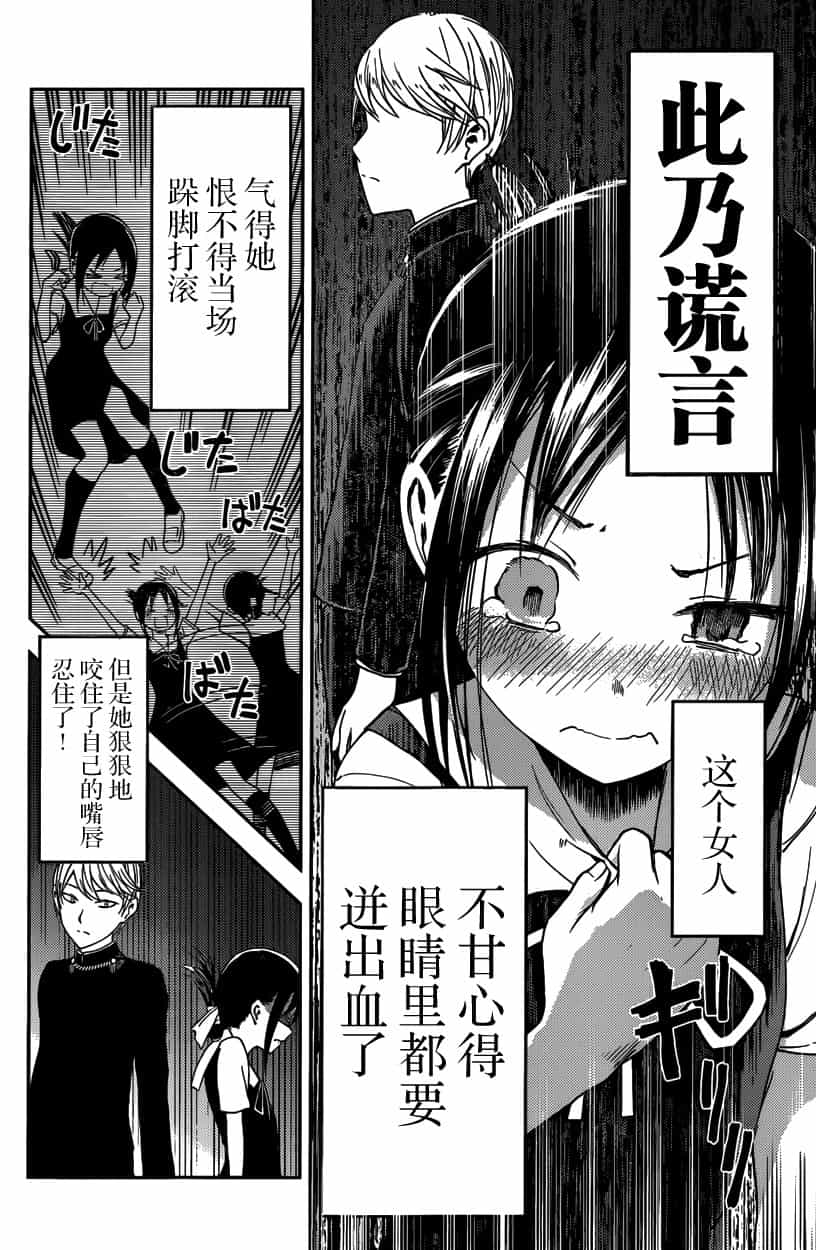 此乃谎言
这个女人
不甘心得
眼睛里都要
迸出血了
ギュ
气得她
恨不得当场
跺脚打滚
じた
じた
ばた
ばた
但是她狠狠地
咬住了自己的嘴唇
忍住了！